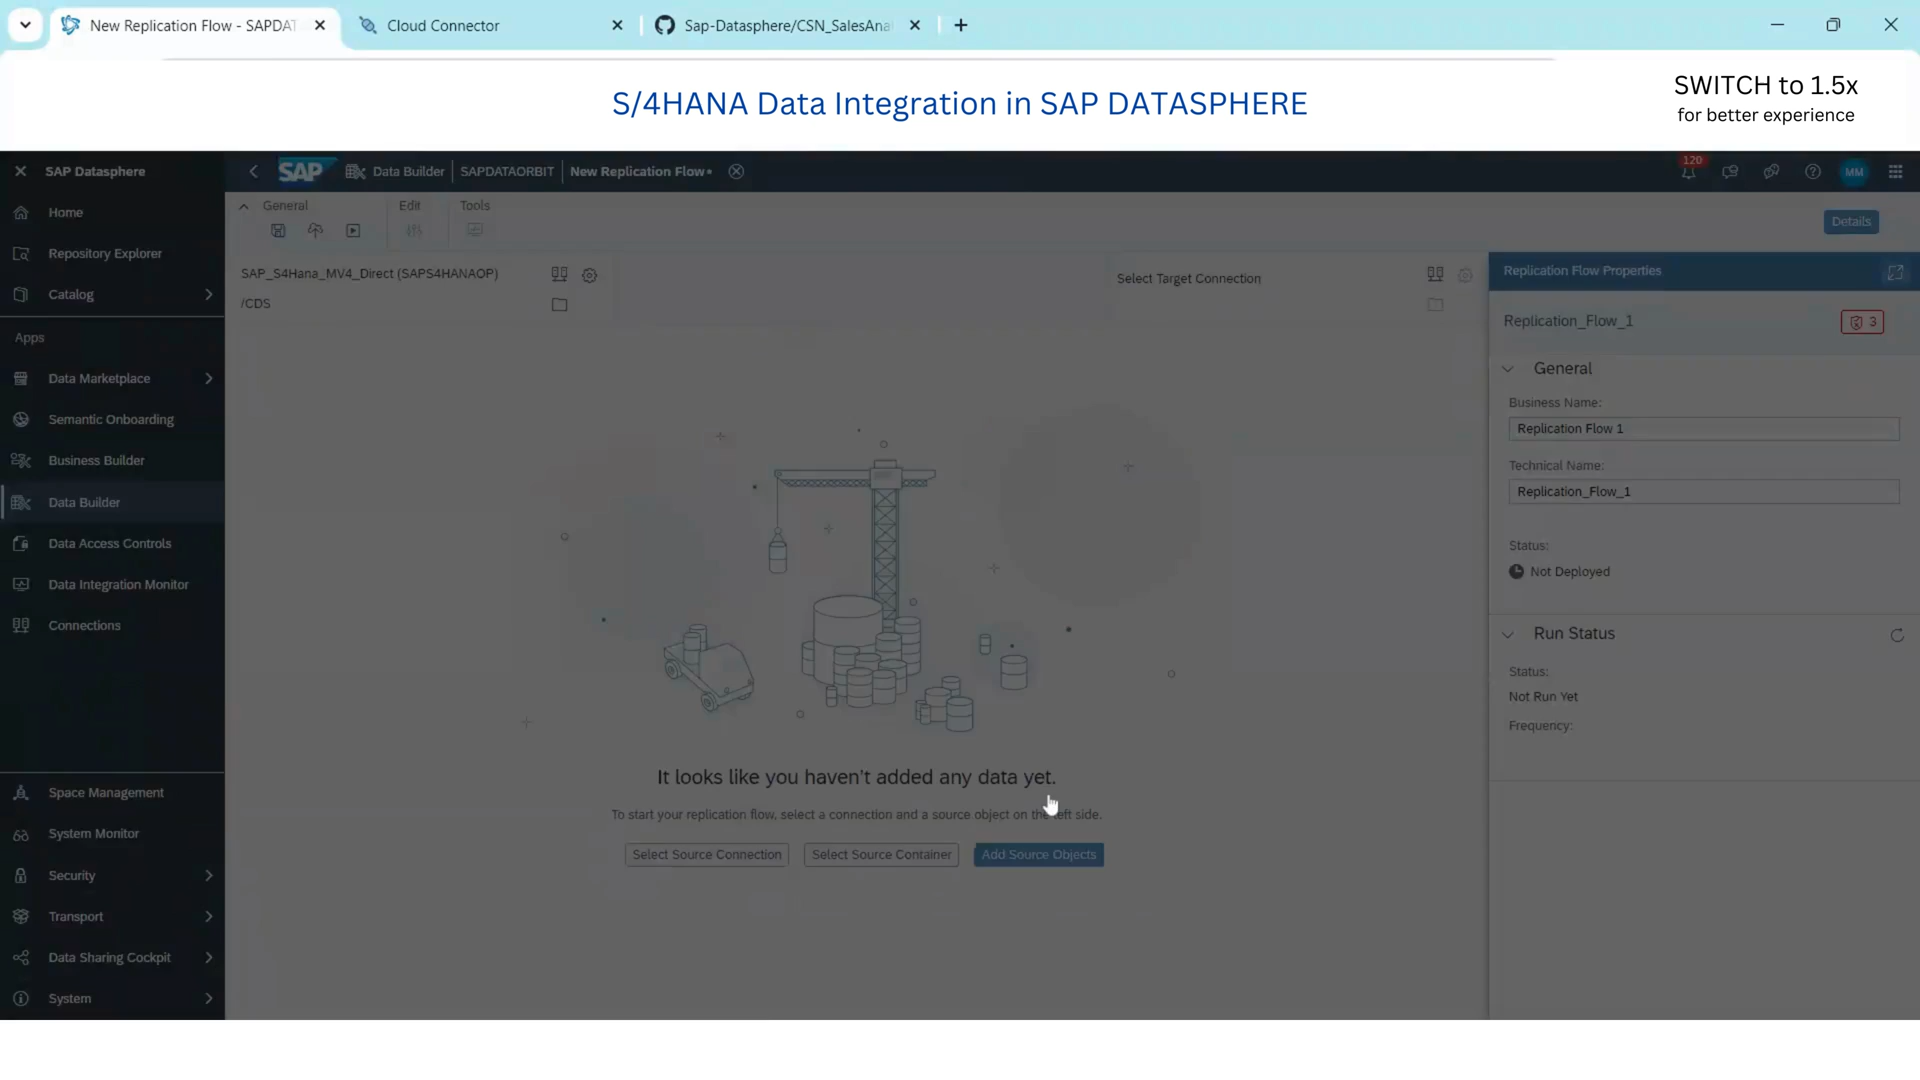 New Replication Flow - SAPDAT
Cloud Connector
Sap-Datasphere/CSN_SalesAna
S/4HANA Data Integration in SAP DATASPHERE
SWITCH to 1.5x
for better experience
SAP Datasphere
SAP
Data Builder
SAPDATAORBIT
New Replication Flow*
120
MM
Home
Repository Explorer
Catalog
Apps
Data Marketplace
Semantic Onboarding
Business Builder
Data Builder
Data Access Controls
Data Integration Monitor
Connections
Space Management
System Monitor
Security
Transport
Data Sharing Cockpit
System
General
Edit
Tools
Details
SAP_S4Hana_MV4_Direct (SAPS4HANAOP)
/CDS
Select Target Connection
It looks like you haven't added any data yet.
To start your replication flow, select a connection and a source object on the left side.
Select Source Connection
Select Source Container
Add Source Objects
Replication Flow Properties
Replication_Flow_1
3
General
Business Name:
Replication Flow 1
Technical Name:
Replication_Flow_1
Status:
Not Deployed
Run Status
Status:
Not Run Yet
Frequency: